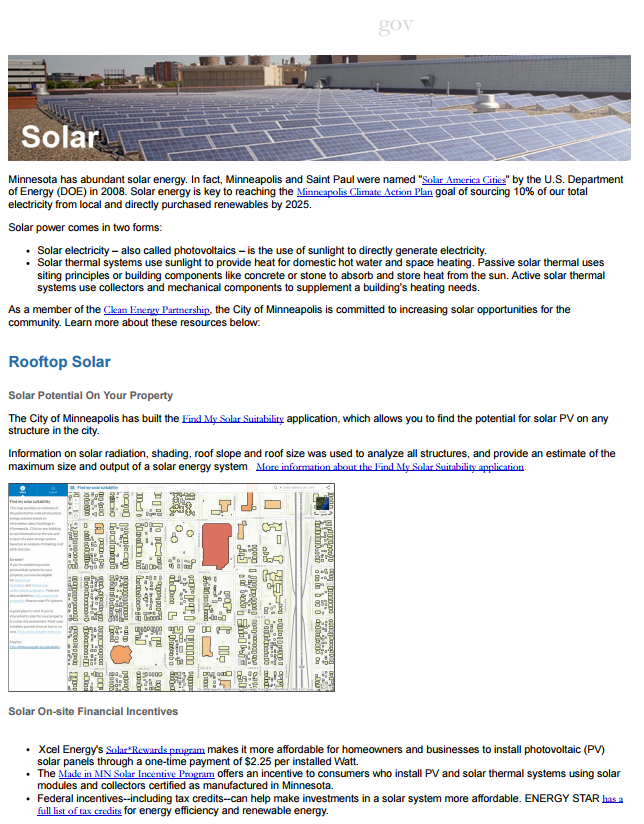 gov
Solar
Minnesota has abundant solar energy. In fact, Minneapolis and Saint Paul were named "Solar America Cities" by the U.S. Department
of Energy (DOE) in 2008. Solar energy is key to reaching the Minneapolis Climate Action Plan goal of sourcing 10% of our total
electricity from local and directly purchased renewables by 2025.
Solar power comes in two forms:
• Solar electricity – also called photovoltaics – is the use of sunlight to directly generate electricity.
• Solar thermal systems use sunlight to provide heat for domestic hot water and space heating. Passive solar thermal uses
siting principles or building components like concrete or stone to absorb and store heat from the sun. Active solar thermal
systems use collectors and mechanical components to supplement a building's heating needs.
As a member of the Clean Energy Partnership, the City of Minneapolis is committed to increasing solar opportunities for the
community. Learn more about these resources below:
Rooftop Solar
Solar Potential On Your Property
The City of Minneapolis has built the Find My Solar Suitability application, which allows you to find the potential for solar PV on any
structure in the city.
Information on solar radiation, shading, roof slope and roof size was used to analyze all structures, and provide an estimate of the
maximum size and output of a solar energy system. More information about the Find My Solar Suitability application.
Find my solar suitability
Find my solar suitability
Solar On-site Financial Incentives
• Xcel Energy's Solar*Rewards program makes it more affordable for homeowners and businesses to install photovoltaic (PV)
solar panels through a one-time payment of $2.25 per installed Watt.
• The Made in MN Solar Incentive Program offers an incentive to consumers who install PV and solar thermal systems using solar
modules and collectors certified as manufactured in Minnesota.
• Federal incentives--including tax credits--can help make investments in a solar system more affordable. ENERGY STAR has a
full list of tax credits for energy efficiency and renewable energy.